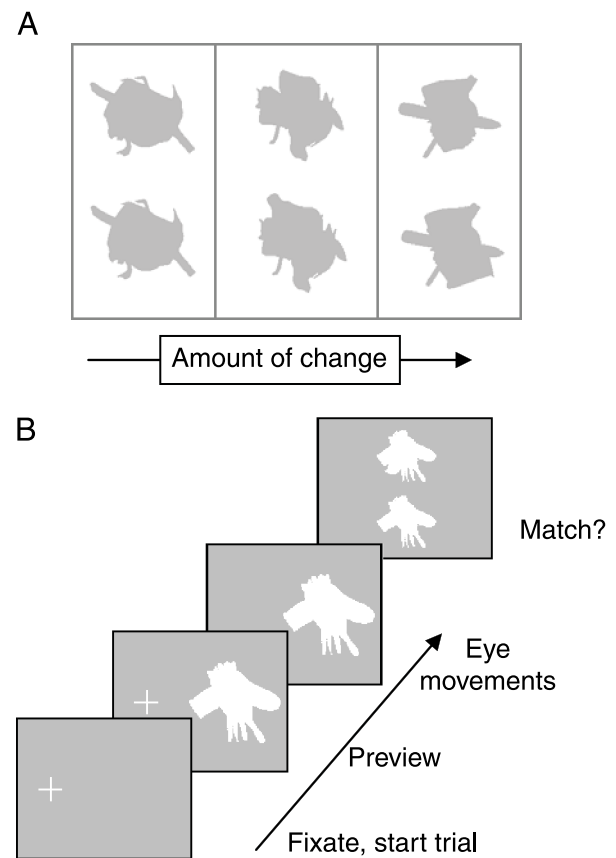 A
Amount of change
B
Match?
Eye
movements
Preview
Fixate, start trial